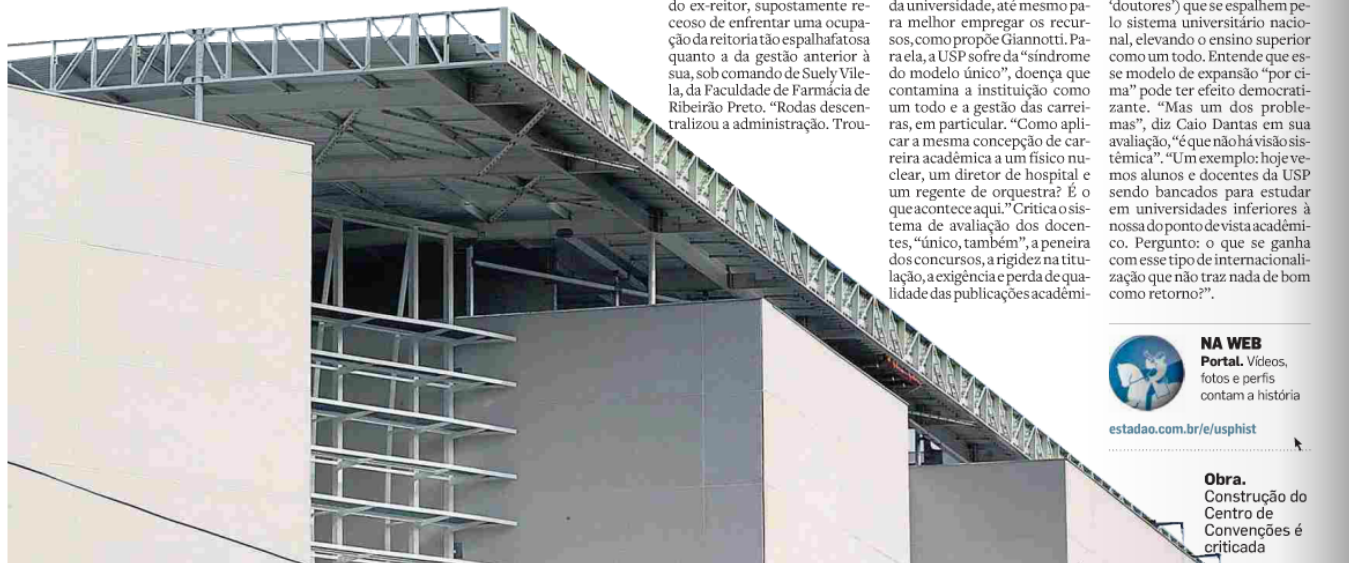 do ex-reitor, supostamente re-
ceoso de enfrentar uma ocupa-
ção da reitoria tão espalhafatosa
quanto a da gestão anterior à
sua, sob comando de Suely Vile-
la, da Faculdade de Farmácia de
Ribeirão Preto. “Rodas descen-
tralizou a administração. Trou-
da universidade, até mesmo pa-
ra melhor empregar os recur-
sos, como propõe Giannotti. Pa-
ra ela, a USP sofre da “síndrome
do modelo único”, doença que
contamina a instituição como
um todo e a gestão das carrei-
ras, em particular. “Como apli-
car a mesma concepção de car-
reira acadêmica a um físico nu-
clear, um diretor de hospital e
um regente de orquestra? É o
que acontece aqui.” Critica o sis-
tema de avaliação dos docen-
tes, “único, também”, a peneira
dos concursos, a rigidez na titu-
lação, a exigência e perda de qua-
lidade das publicações acadêmi-
‘doutores’) que se espalhem pe-
lo sistema universitário nacio-
nal, elevando o ensino superior
como um todo. Entende que es-
se modelo de expansão “por ci-
ma” pode ter efeito democrati-
zante. “Mas um dos proble-
mas”, diz Caio Dantas em sua
avaliação, “é que não há visão sis-
têmica”. “Um exemplo: hoje ve-
mos alunos e docentes da USP
sendo bancados para estudar
em universidades inferiores à
nossa do ponto de vista acadêmi-
co. Pergunto: o que se ganha
com esse tipo de internacionali-
zação que não traz nada de bom
como retorno?”.
NA WEB
Portal. Vídeos,
fotos e perfis
contam a história
estadao.com.br/e/usphist
Obra.
Construção do
Centro de
Convenções é
criticada